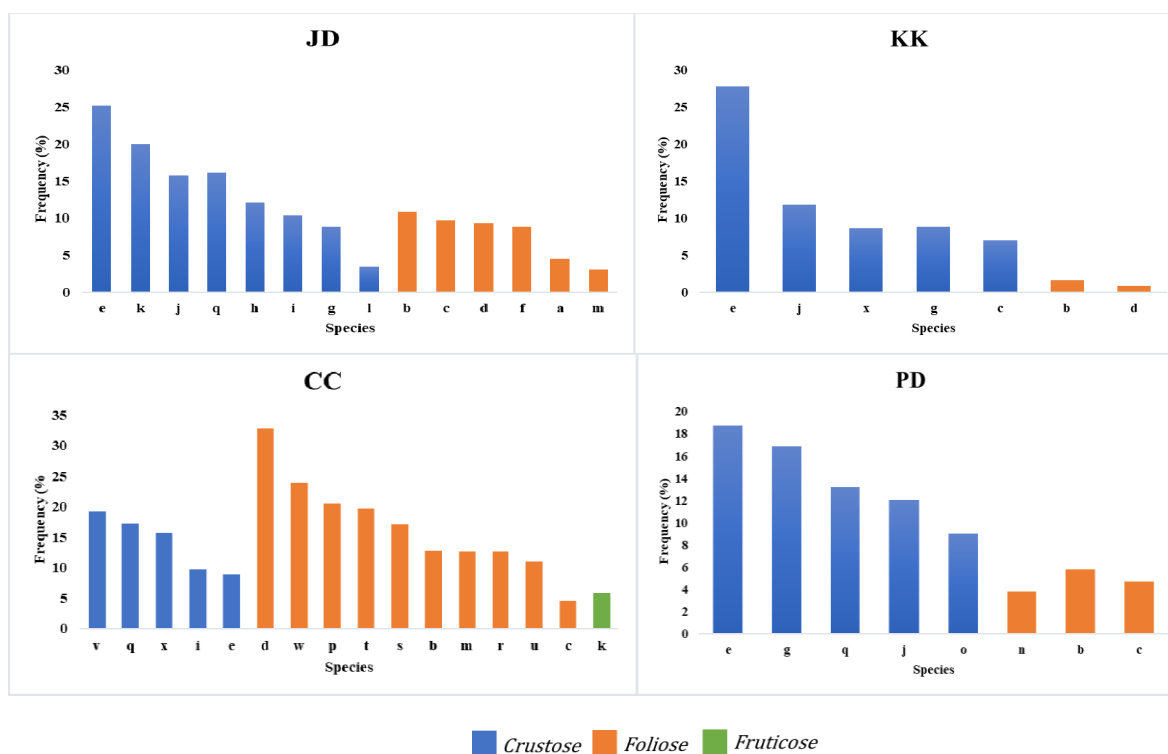 JD
30
25
20
15
10
5
0
Frequency (%)
e k j q h i g l b c d f a m
Species
KK
30
25
20
15
10
5
0
Frequency (%)
e j x g c b d
Species
CC
35
30
25
20
15
10
5
0
Frequency (%
v q x i e d w p t s b m r u c k
Species
PD
20
18
16
14
12
10
8
6
4
2
0
Frequency (%)
e g q j o n b c
Species
Crustose Foliose Fruticose